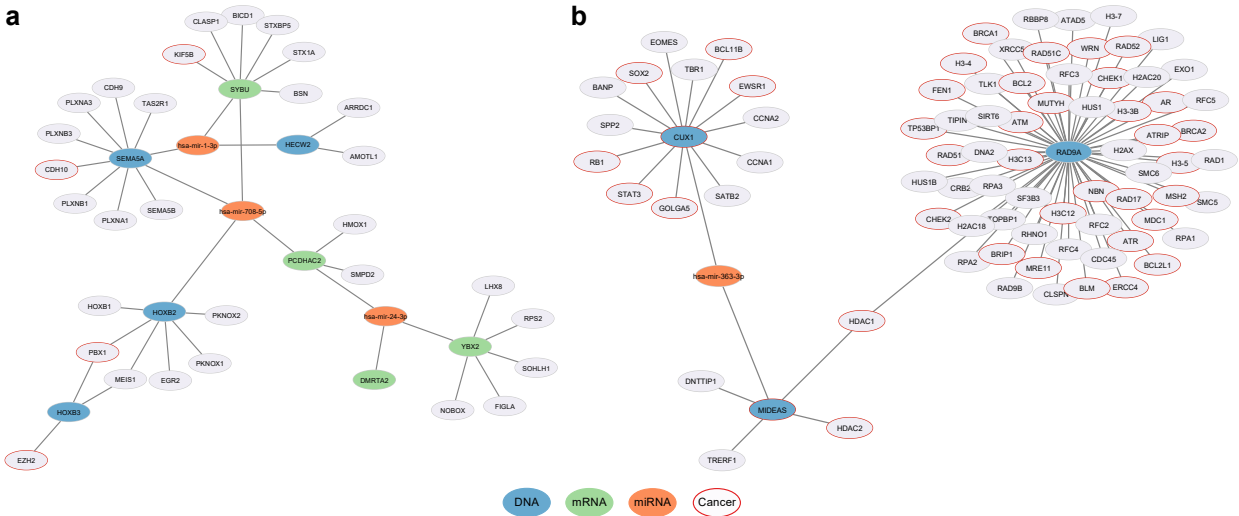 a
b
CLASP1
BICD1
STXBP5
KIF5B
STX1A
SYBU
BSN
CDH9
PLXNA3
TAS2R1
ARRDC1
PLXNB3
hsa-mir-1-3p
HECW2
SEMA5A
CDH10
AMOTL1
PLXNB1
PLXNA1
SEMA5B
hsa-mir-708-5p
HMOX1
PCDHAC2
SMPD2
HOXB1
HOXB2
PKNOX2
hsa-mir-24-3p
LHX8
RPS2
PBX1
YBX2
MEIS1
EGR2
PKNOX1
DMRTA2
SOHLH1
HOXB3
NOBOX
FIGLA
EZH2
EOMES
BCL11B
TBR1
SOX2
BANP
EWSR1
SPP2
CCNA2
CUX1
RB1
CCNA1
STAT3
SATB2
GOLGA5
hsa-mir-363-3p
HDAC1
DNTTIP1
MIDEAS
HDAC2
TRERF1
RBBP8
ATAD5
H3-7
BRCA1
XRCC5
RAD51C
WRN
RAD52
LIG1
H3-4
RFC3
CHEK1
H2AC20
EXO1
FEN1
TLK1
BCL2
MUTYH
HUS1
H3-3B
AR
RFC5
TP53BP1
TIPIN
SIRT6
ATM
ATRIP
BRCA2
RAD51
DNA2
H3C13
RAD9A
H2AX
H3-5
RAD1
HUS1B
CRB2
RPA3
SMC6
SF3B3
NBN
RAD17
MSH2
SMC5
CHEK2
H2AC18
TOPBP1
H3C12
MDC1
RHNO1
RFC2
ATR
RPA1
RPA2
BRIP1
RFC4
CDC45
BCL2L1
MRE11
RAD9B
CLSPN
BLM
ERCC4
DNA
mRNA
miRNA
Cancer